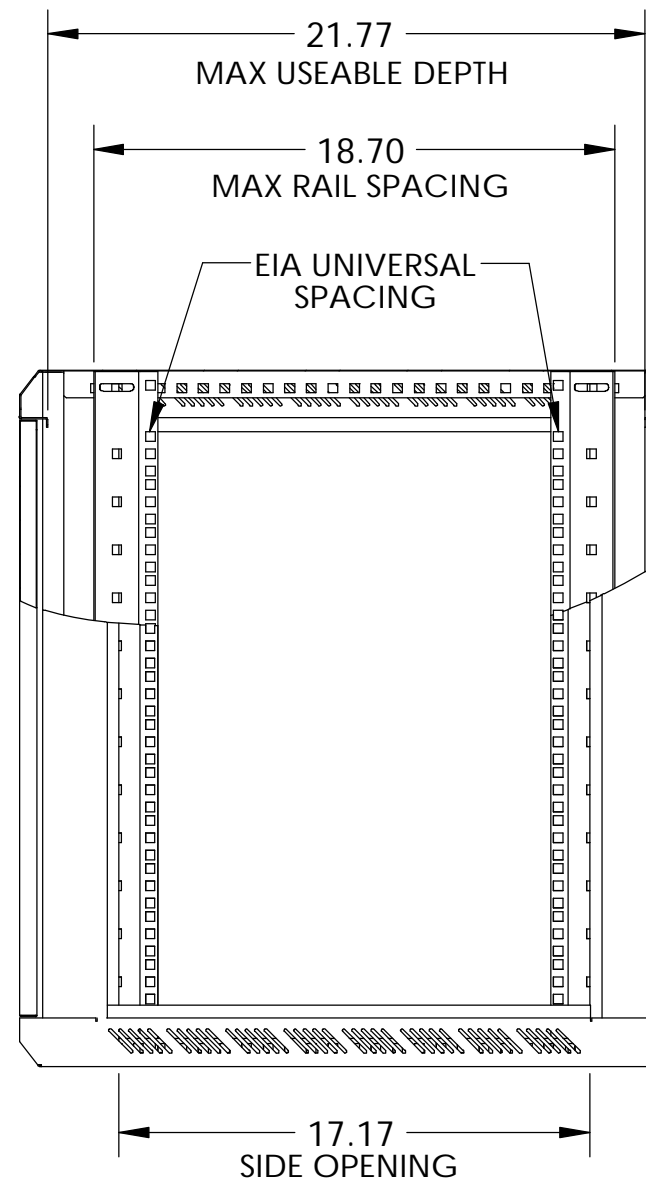 21.77
MAX USEABLE DEPTH
18.70
MAX RAIL SPACING
EIA UNIVERSAL
SPACING
17.17
SIDE OPENING